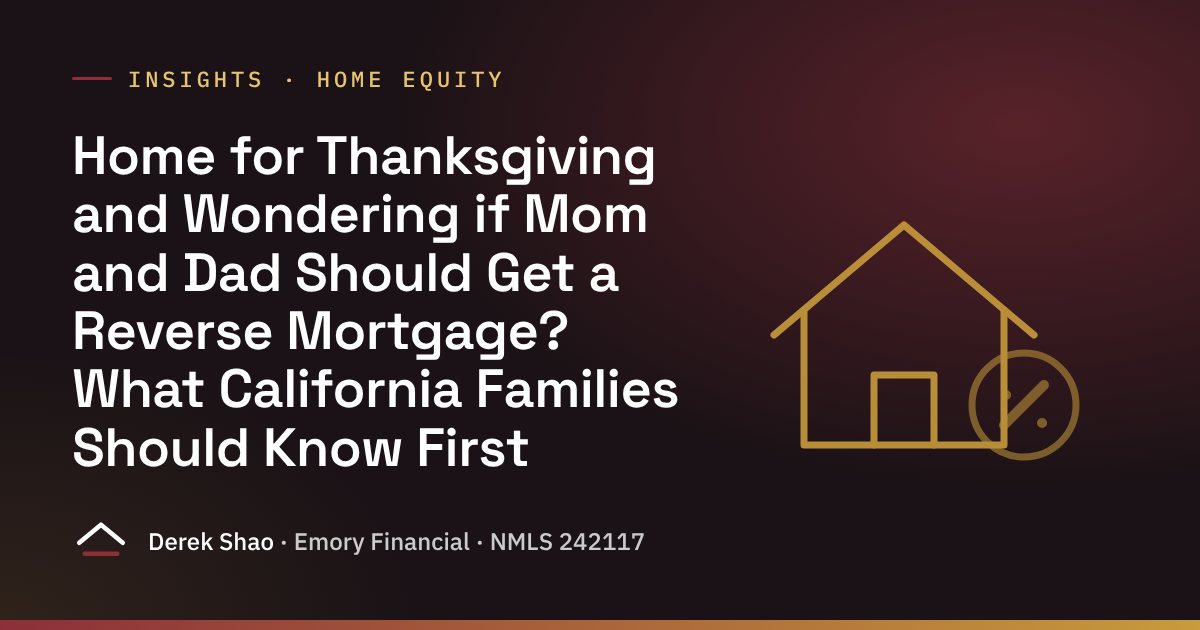 INSIGHTS · HOME EQUITY
Home for Thanksgiving
and Wondering if Mom
and Dad Should Get a
Reverse Mortgage?
What California Families
Should Know First
Derek Shao · Emory Financial · NMLS 242117